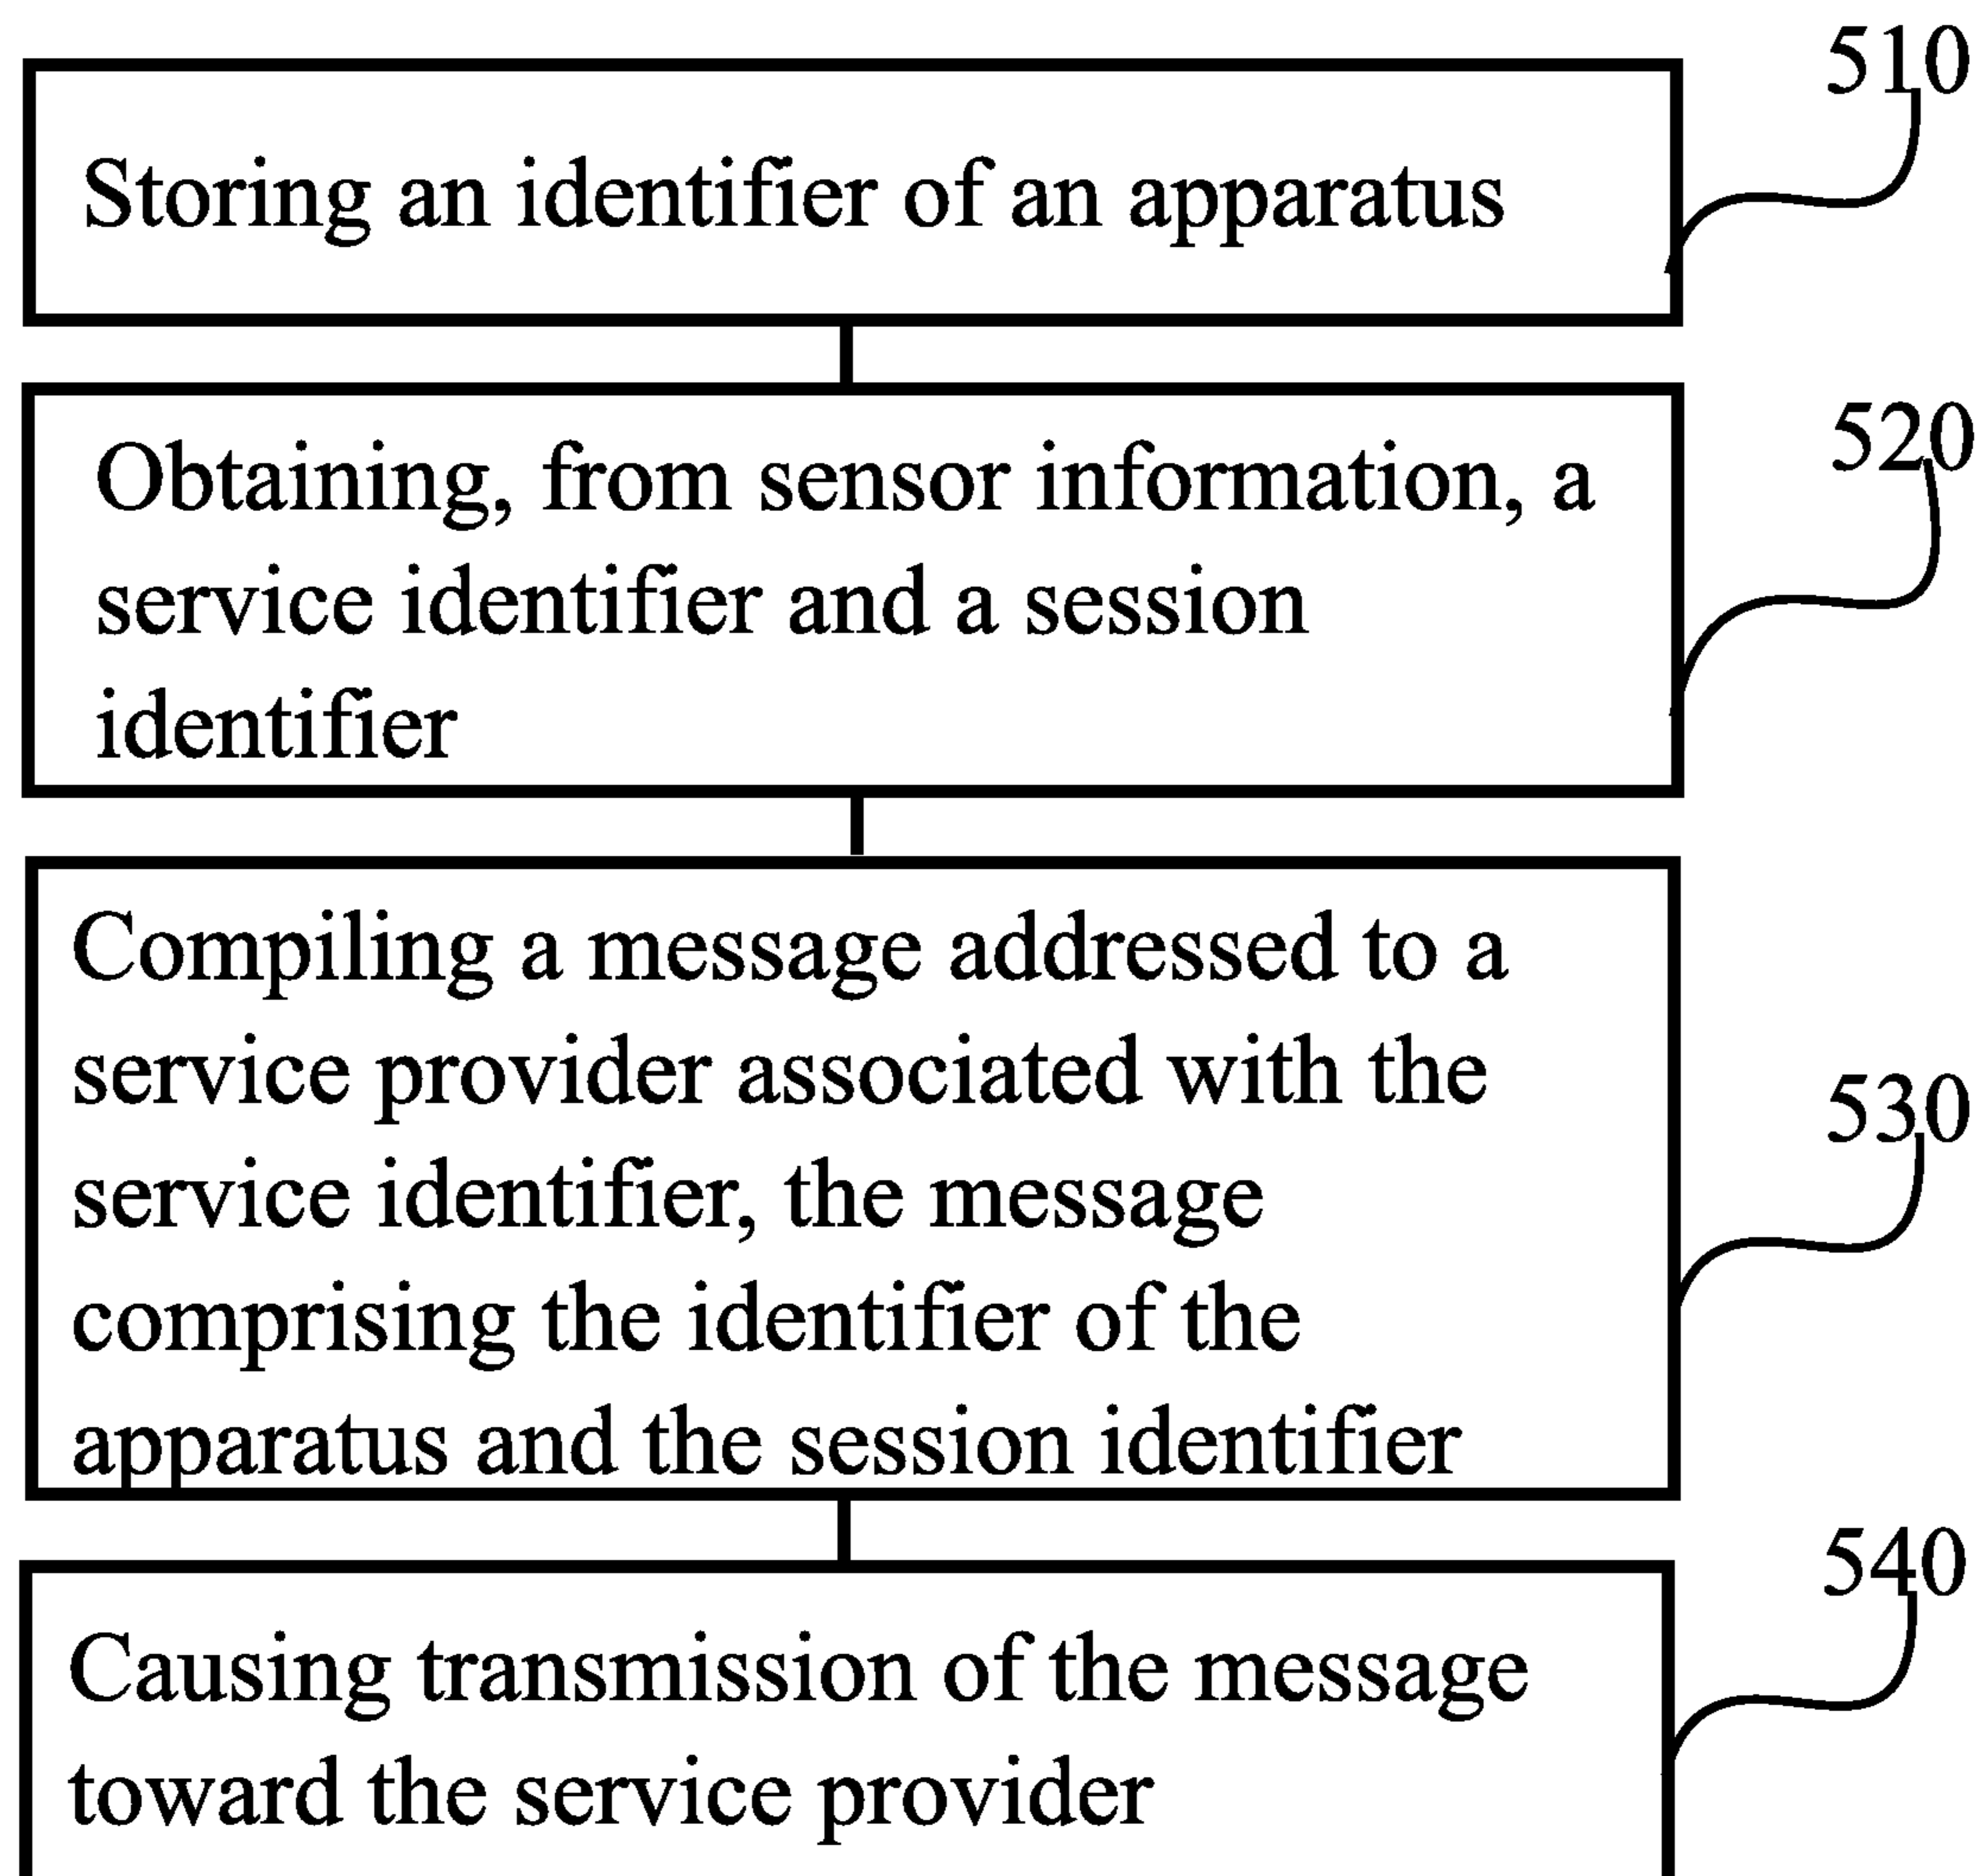 510
Storing an identifier of an apparatus
520
Obtaining, from sensor information, a
service identifier and a session
identifier
Compiling a message addressed to a
service provider associated with the
530
service identifier, the message
comprising the identifier of the
apparatus and the session identifier
540
Causing transmission of the message
toward the service provider